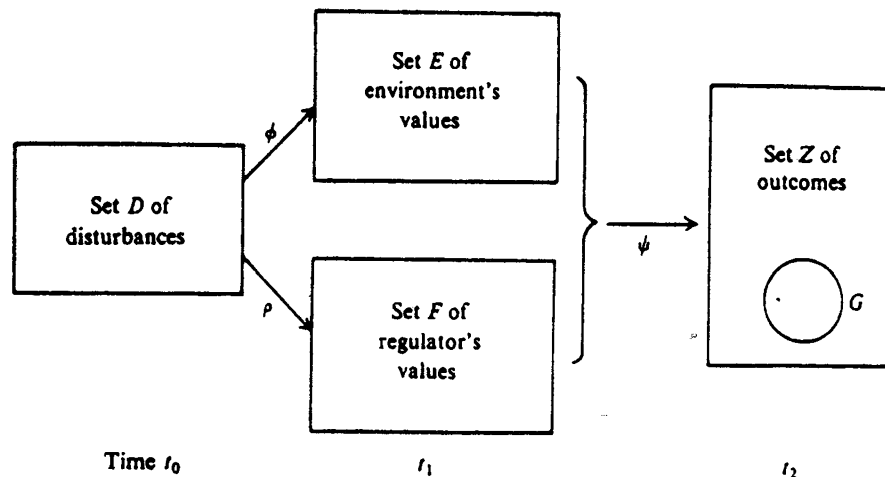 Set E of
environment's
values
ϕ
Set D of
disturbances
Set Z of
outcomes
ψ
ρ
Set F of
regulator's
values
G
Time t₀
t₁
t₂